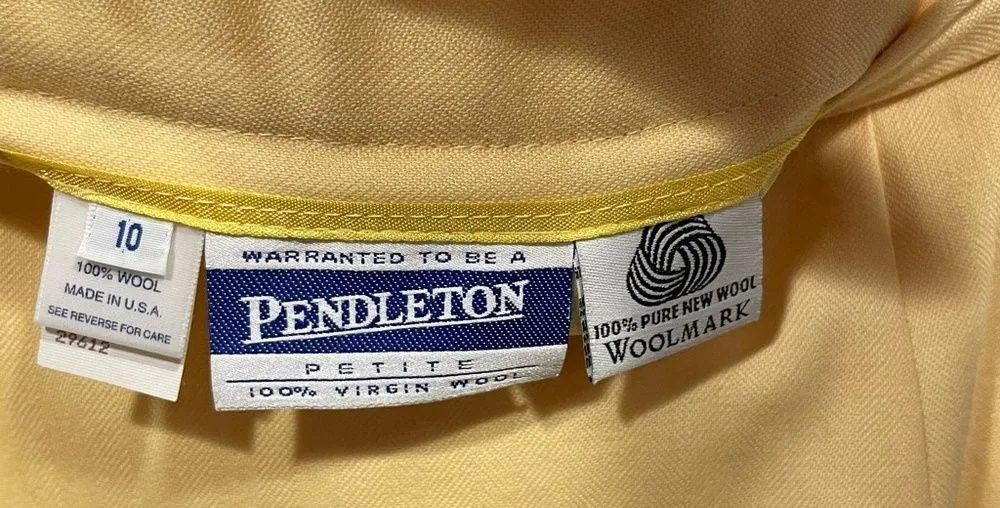 10
100% WOOL
MADE IN U.S.A.
SEE REVERSE FOR CARE
29612
WARRANTED TO BE A
PENDLETON
PETITE
100% VIRGIN WOOL
100% PURE NEW WOOL
WOOLMARK